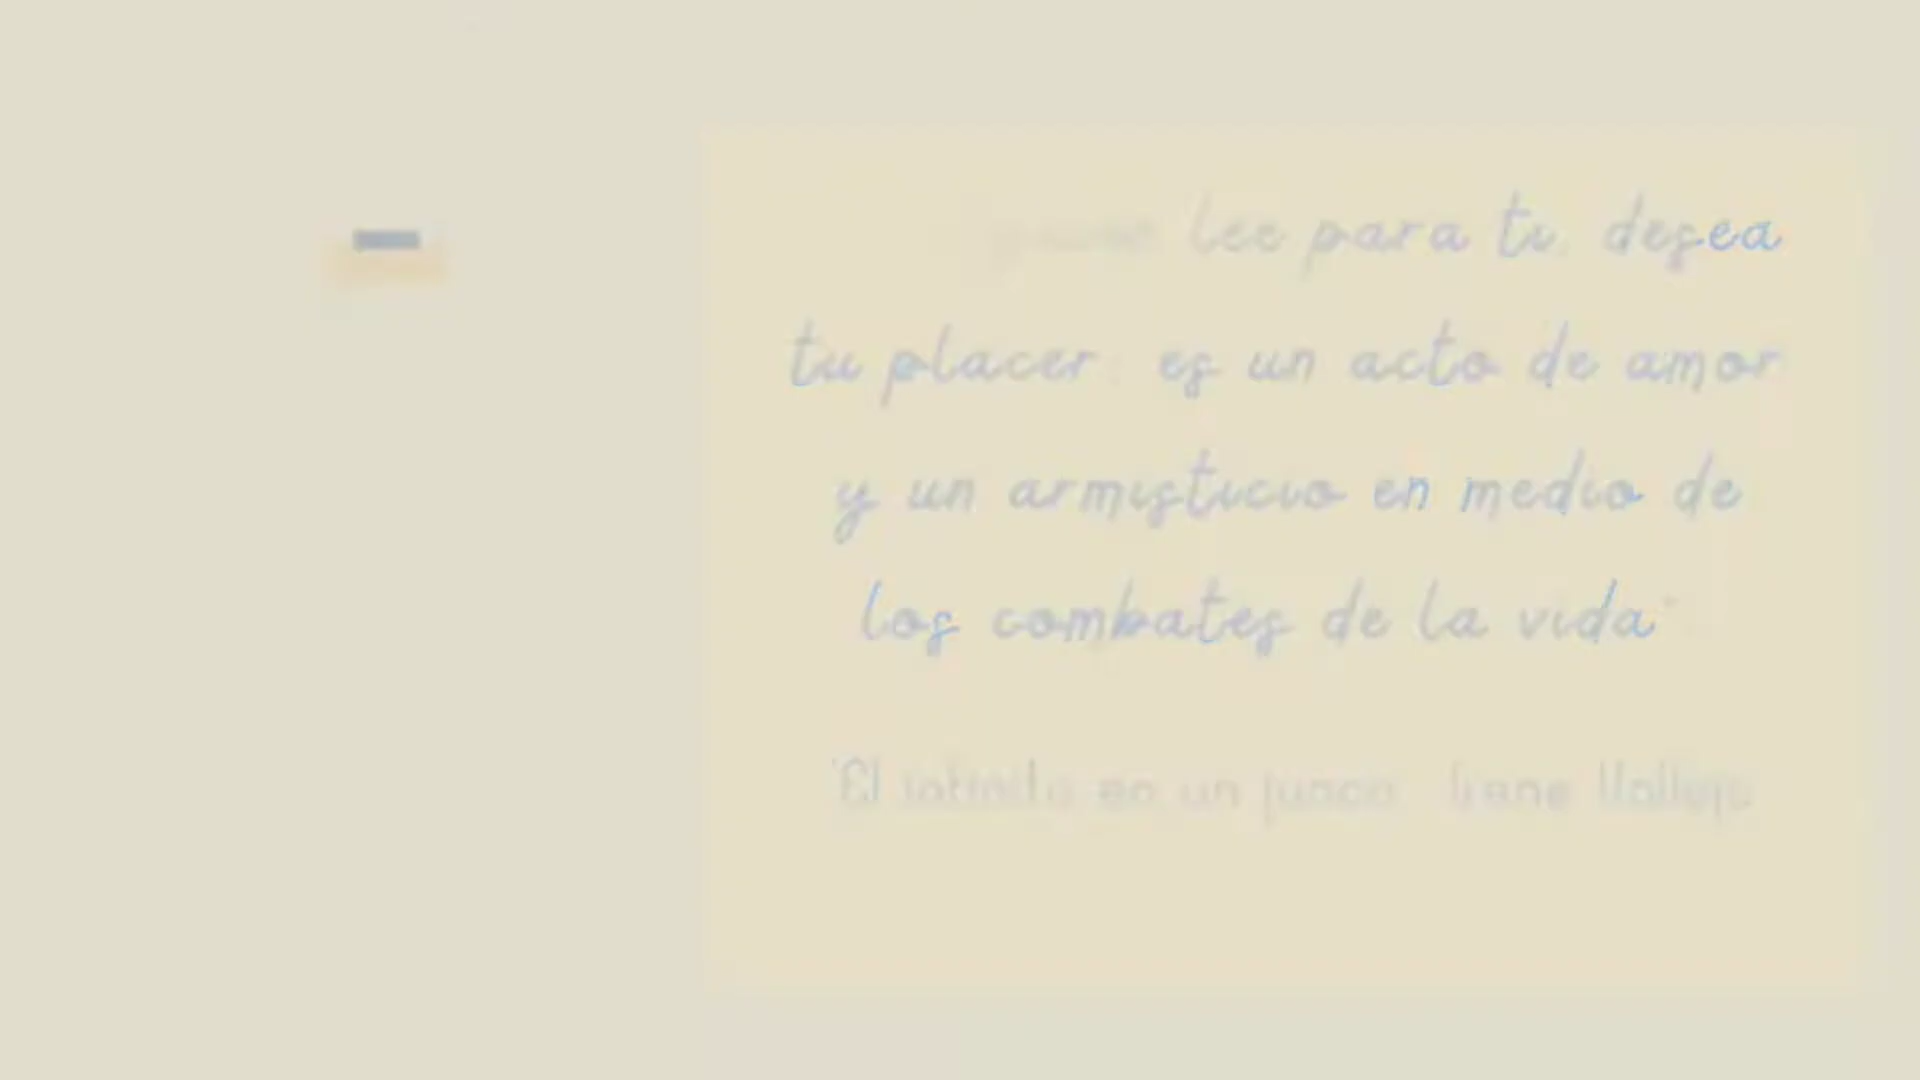 lee para ti desea
tu placer es un acto de amor
y un armisticio en medio de
los combates de la vida"
"El infinito en un junco Irene Vallejo